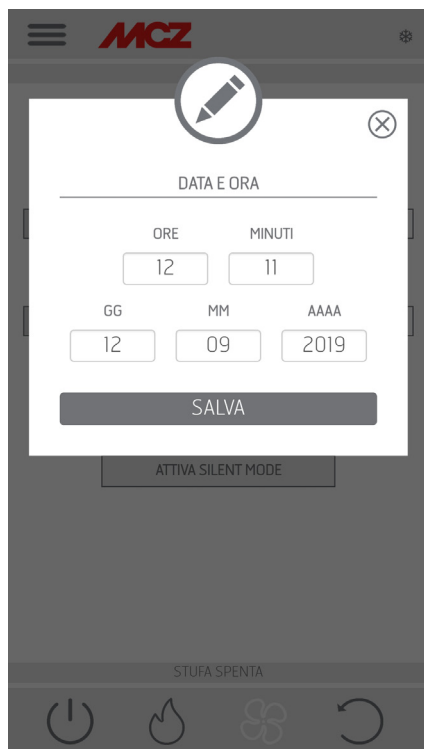 MCZ
DATA E ORA
ORE MINUTI
12 11
GG MM AAAA
12 09 2019
SALVA
ATTIVA SILENT MODE
STUFA SPENTA